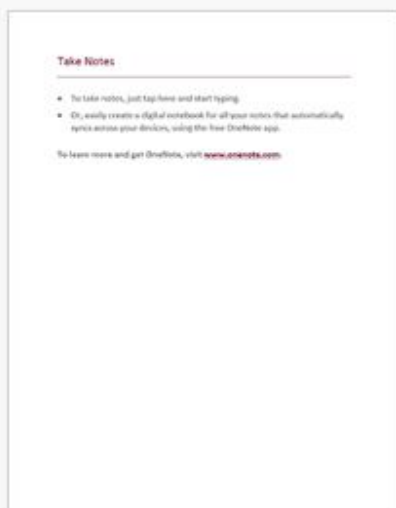 Take Notes
• To take notes, just tap here and start typing.
• Or, easily create a digital notebook for all your notes that automatically
syncs across your devices, using the free OneNote app.
To learn more and get OneNote, visit www.onenote.com.